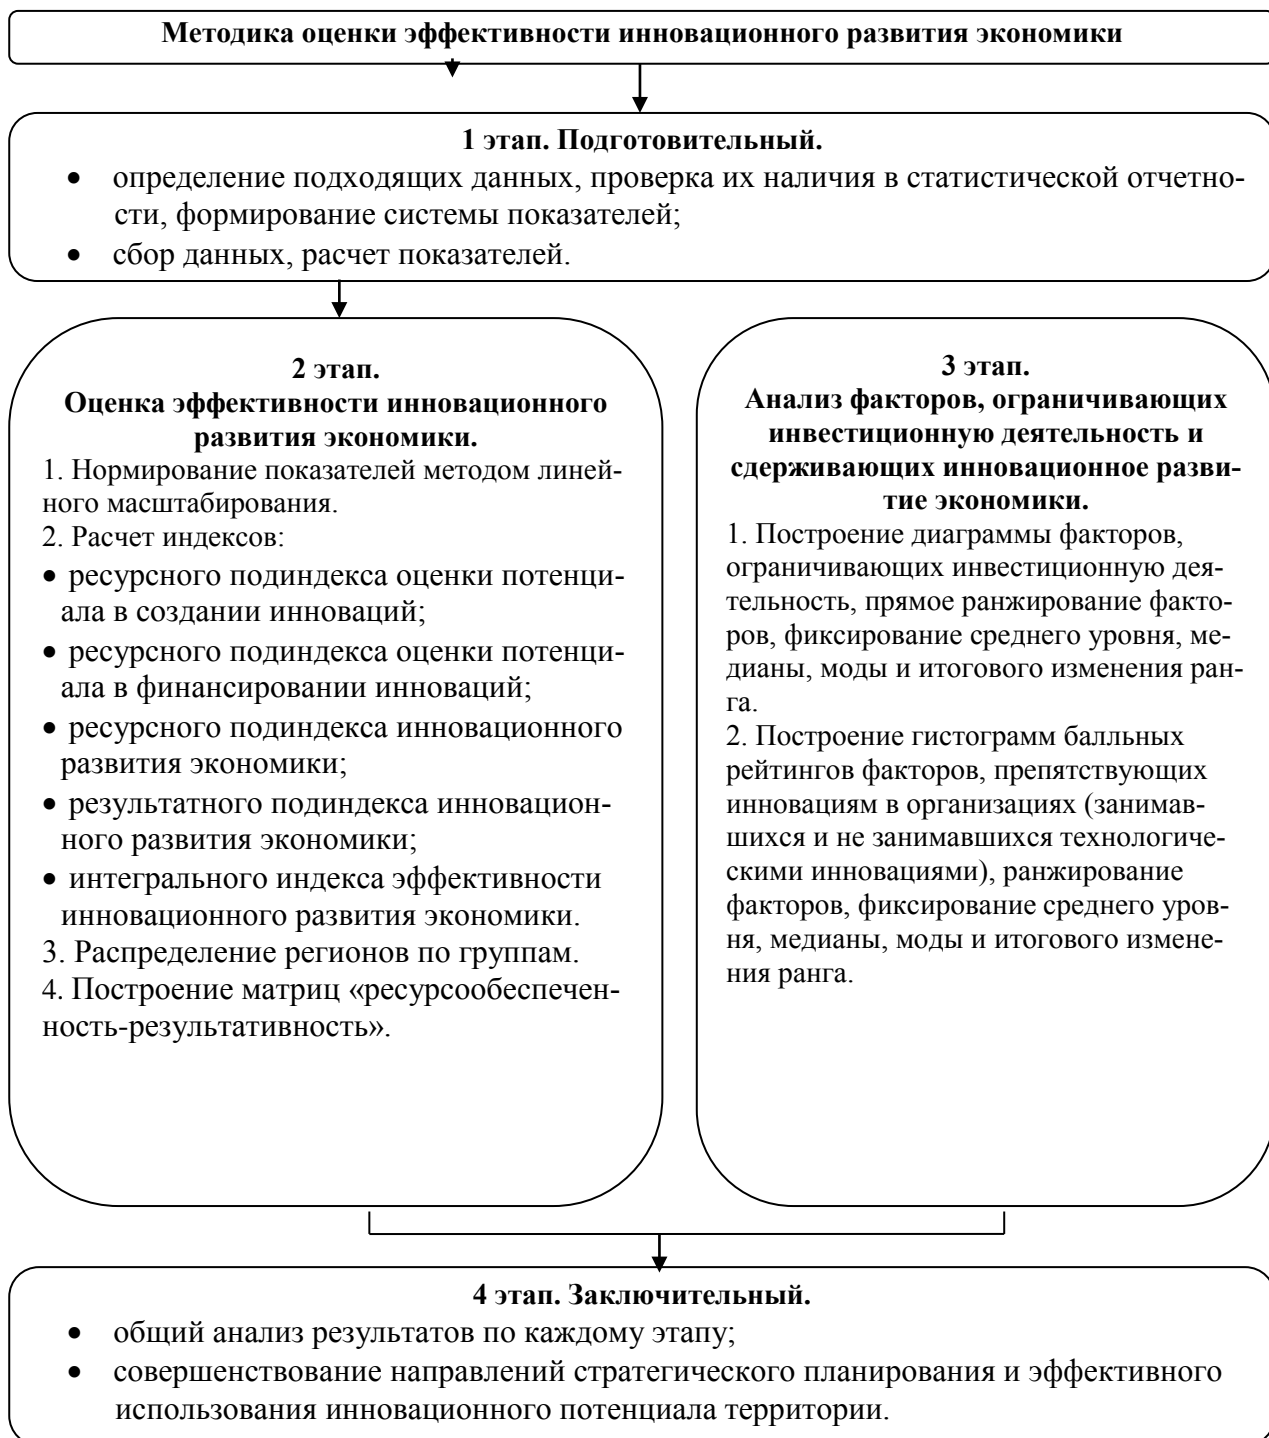 Методика оценки эффективности инновационного развития экономики
1 этап. Подготовительный.
• определение подходящих данных, проверка их наличия в статистической отчетно-
сти, формирование системы показателей;
• сбор данных, расчет показателей.
2 этап.
Оценка эффективности инновационного
развития экономики.
1. Нормирование показателей методом линей-
ного масштабирования.
2. Расчет индексов:
• ресурсного подиндекса оценки потенци-
ала в создании инноваций;
• ресурсного подиндекса оценки потенци-
ала в финансировании инноваций;
• ресурсного подиндекса инновационного
развития экономики;
• результатного подиндекса инновацион-
ного развития экономики;
• интегрального индекса эффективности
инновационного развития экономики.
3. Распределение регионов по группам.
4. Построение матриц «ресурсообеспечен-
ность-результативность».
3 этап.
Анализ факторов, ограничивающих
инвестиционную деятельность и
сдерживающих инновационное разви-
тие экономики.
1. Построение диаграммы факторов,
ограничивающих инвестиционную дея-
тельность, прямое ранжирование факто-
ров, фиксирование среднего уровня, ме-
дианы, моды и итогового изменения ран-
га.
2. Построение гистограмм балльных
рейтингов факторов, препятствующих
инновациям в организациях (занимав-
шихся и не занимавшихся технологиче-
скими инновациями), ранжирование
факторов, фиксирование среднего уров-
ня, медианы, моды и итогового измене-
ния ранга.
4 этап. Заключительный.
• общий анализ результатов по каждому этапу;
• совершенствование направлений стратегического планирования и эффективного
использования инновационного потенциала территории.